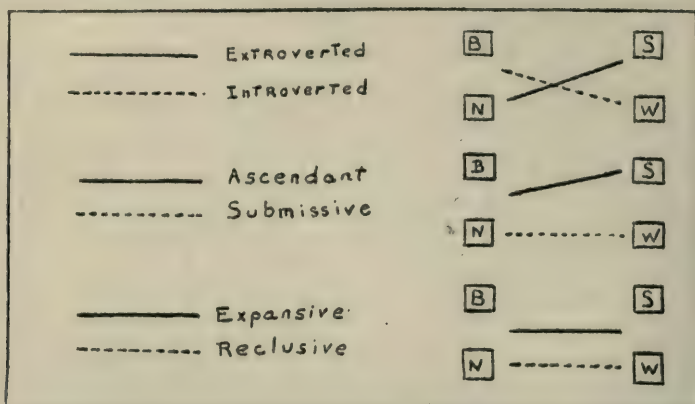 Extroverted
Introverted
B S
N W
Ascendant
Submissive
B S
N W
Expansive
Reclusive
B S
N W